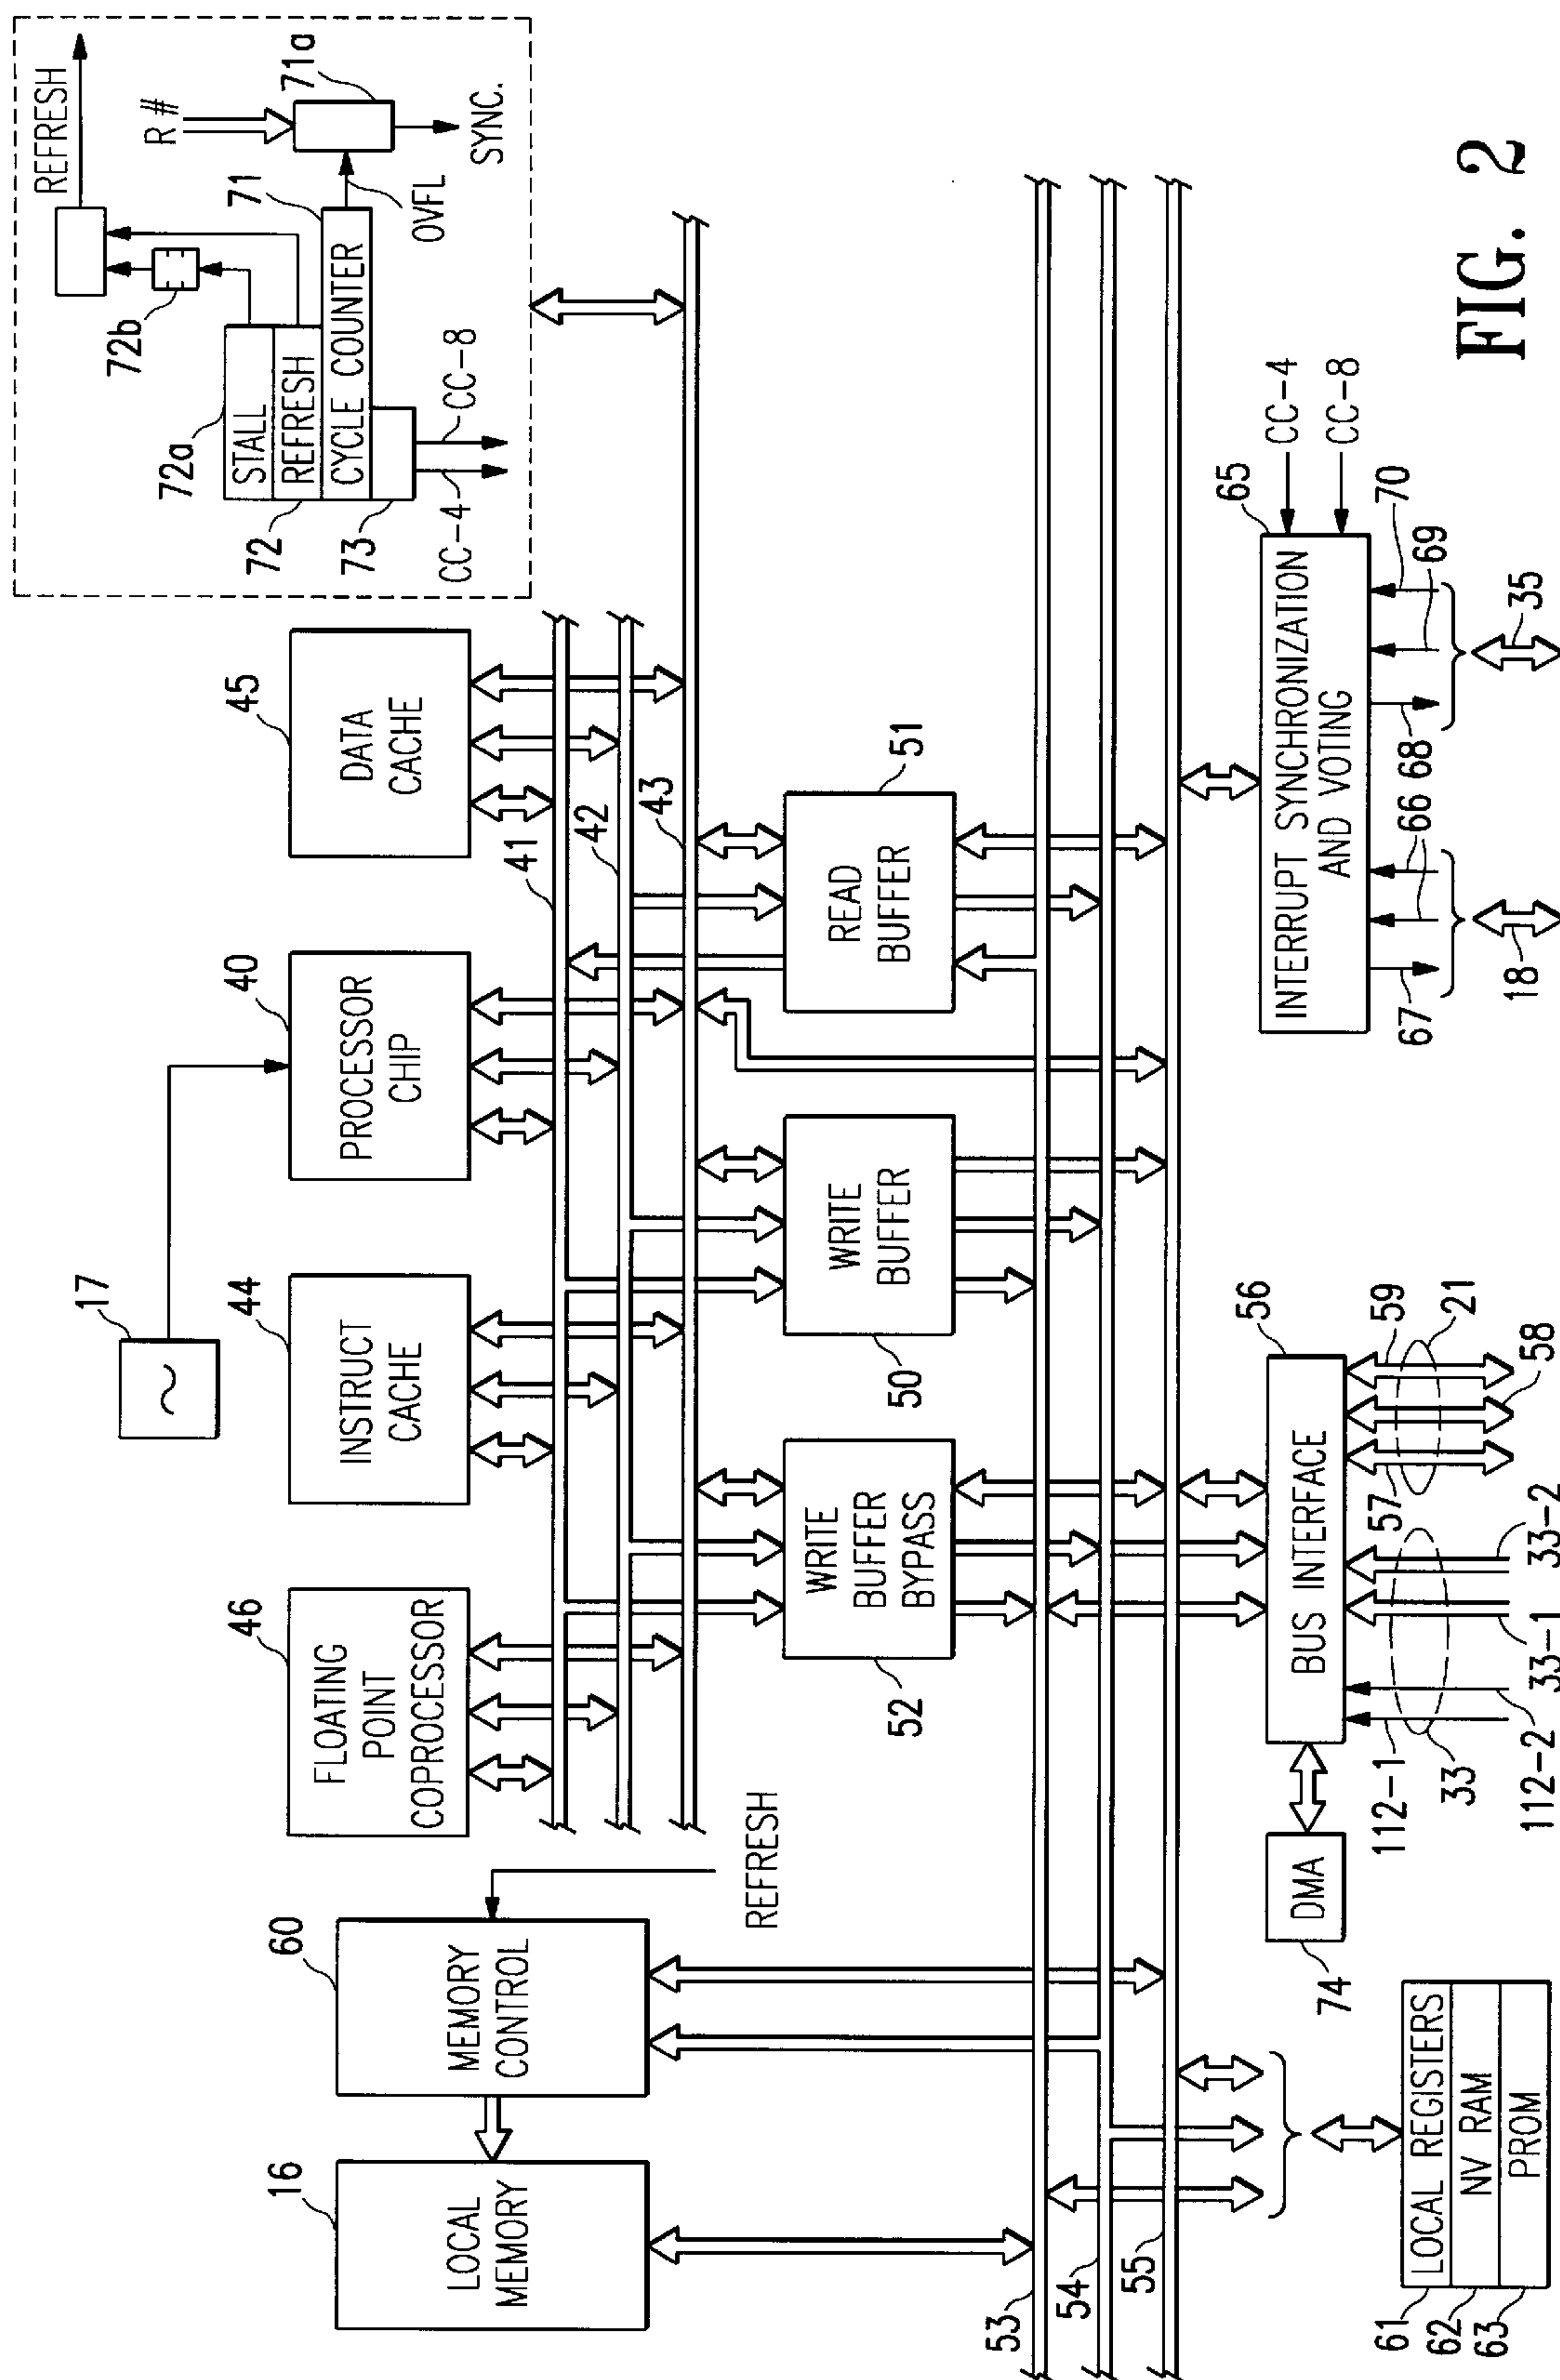 REFRESH
R #
71a
SYNC.
OVFL
71
72b
72a
STALL
REFRESH
CYCLE COUNTER
72
73
CC-4
CC-8
17
16
LOCAL
MEMORY
60
MEMORY
CONTROL
REFRESH
46
FLOATING
POINT
COPROCESSOR
44
INSTRUCT
CACHE
40
PROCESSOR
CHIP
45
DATA
CACHE
41
42
43
52
WRITE
BUFFER
BYPASS
50
WRITE
BUFFER
51
READ
BUFFER
53
54
55
61
LOCAL REGISTERS
62
NV RAM
63
PROM
74
DMA
56
BUS INTERFACE
112-1
33
112-2
33-1
33-2
57
59
21
58
65
INTERRUPT SYNCHRONIZATION
AND VOTING
CC-4
CC-8
67
66
18
68
69
70
35
FIG. 2